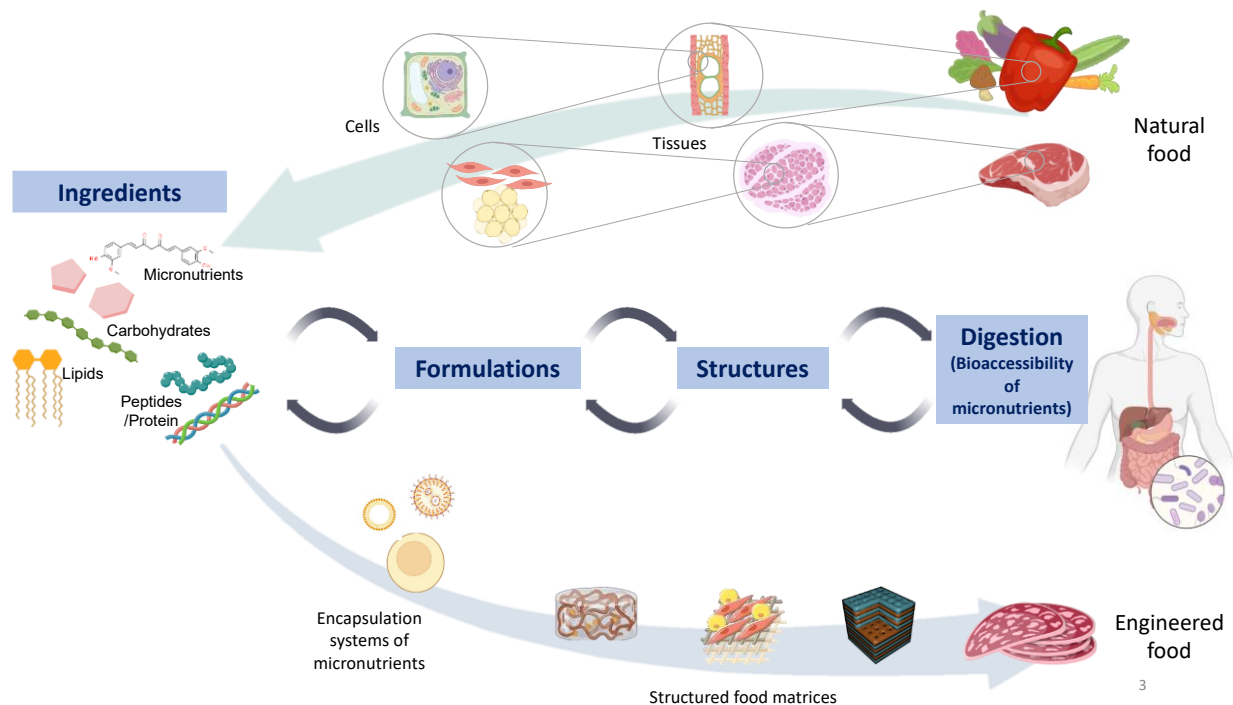 Cells
Tissues
Natural
food
Ingredients
Micronutrients
Carbohydrates
Lipids
Peptides
/Protein
Formulations
Structures
Digestion
(Bioaccessibility
of
micronutrients)
Encapsulation
systems of
micronutrients
Structured food matrices
Engineered
food
3